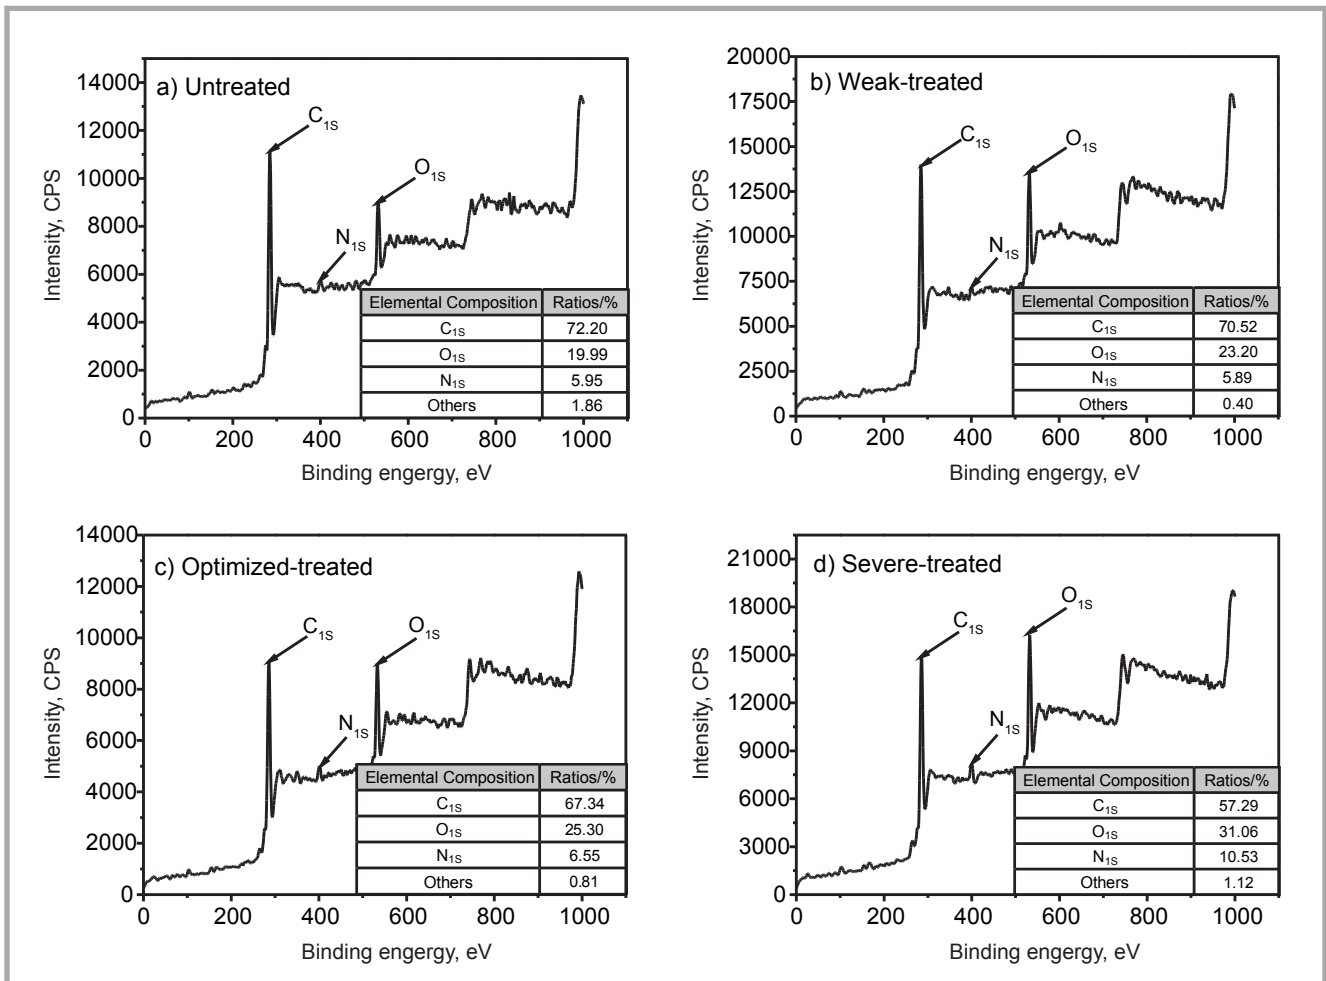 a) Untreated
14000
12000
10000
8000
6000
4000
2000
0
Intensity, CPS
C1S
O1S
N1S
Elemental Composition Ratios/%
C1S 72.20
O1S 19.99
N1S 5.95
Others 1.86
0 200 400 600 800 1000
Binding engergy, eV
b) Weak-treated
20000
17500
15000
12500
10000
7500
5000
2500
0
Intensity, CPS
C1S
O1S
N1S
Elemental Composition Ratios/%
C1S 70.52
O1S 23.20
N1S 5.89
Others 0.40
0 200 400 600 800 1000
Binding engergy, eV
c) Optimized-treated
14000
12000
10000
8000
6000
4000
2000
0
Intensity, CPS
C1S
O1S
N1S
Elemental Composition Ratios/%
C1S 67.34
O1S 25.30
N1S 6.55
Others 0.81
0 200 400 600 800 1000
Binding engergy, eV
d) Severe-treated
21000
18000
15000
12000
9000
6000
3000
0
Intensity, CPS
C1S
O1S
N1S
Elemental Composition Ratios/%
C1S 57.29
O1S 31.06
N1S 10.53
Others 1.12
0 200 400 600 800 1000
Binding engergy, eV